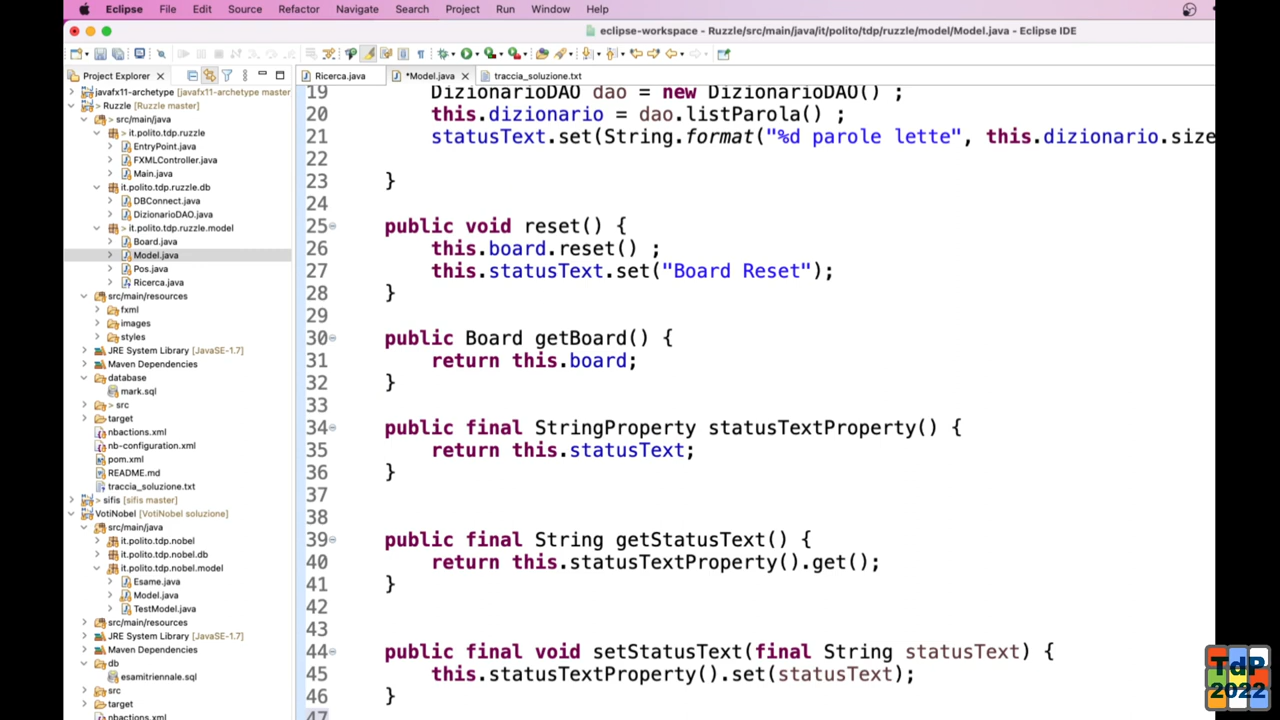 Eclipse File Edit Source Refactor Navigate Search Project Run Window Help
eclipse-workspace - Ruzzle/src/main/java/it/polito/tdp/ruzzle/model/Model.java - Eclipse IDE
Project Explorer
Ricerca.java *Model.java traccia_soluzione.txt
javafx11-archetype master
> Ruzzle [Ruzzle master]
> src/main/java
> it.polito.tdp.ruzzle
EntryPoint.java
FXMLController.java
Main.java
it.polito.tdp.ruzzle.db
DBConnect.java
DizionarioDAO.java
> it.polito.tdp.ruzzle.model
Board.java
Model.java
Pos.java
Ricerca.java
src/main/resources
fxml
images
styles
JRE System Library [JavaSE-1.7]
Maven Dependencies
database
mark.sql
> src
target
nbactions.xml
nb-configuration.xml
pom.xml
README.md
traccia_soluzione.txt
> sifis [sifis master]
VotiNobel [VotiNobel soluzione]
src/main/java
it.polito.tdp.nobel
it.polito.tdp.nobel.db
it.polito.tdp.nobel.model
Esame.java
Model.java
TestModel.java
src/main/resources
JRE System Library [JavaSE-1.7]
Maven Dependencies
db
esamitriennale.sql
src
target
nbactions.xml
19 DizionarioDAO dao = new DizionarioDAO() ;
20 this.dizionario = dao.listParola() ;
21 statusText.set(String.format("%d parole lette", this.dizionario.size
22
23 }
24
25 public void reset() {
26 this.board.reset() ;
27 this.statusText.set("Board Reset");
28 }
29
30 public Board getBoard() {
31 return this.board;
32 }
33
34 public final StringProperty statusTextProperty() {
35 return this.statusText;
36 }
37
38
39 public final String getStatusText() {
40 return this.statusTextProperty().get();
41 }
42
43
44 public final void setStatusText(final String statusText) {
45 this.statusTextProperty().set(statusText);
46 }
47
TdP
2022